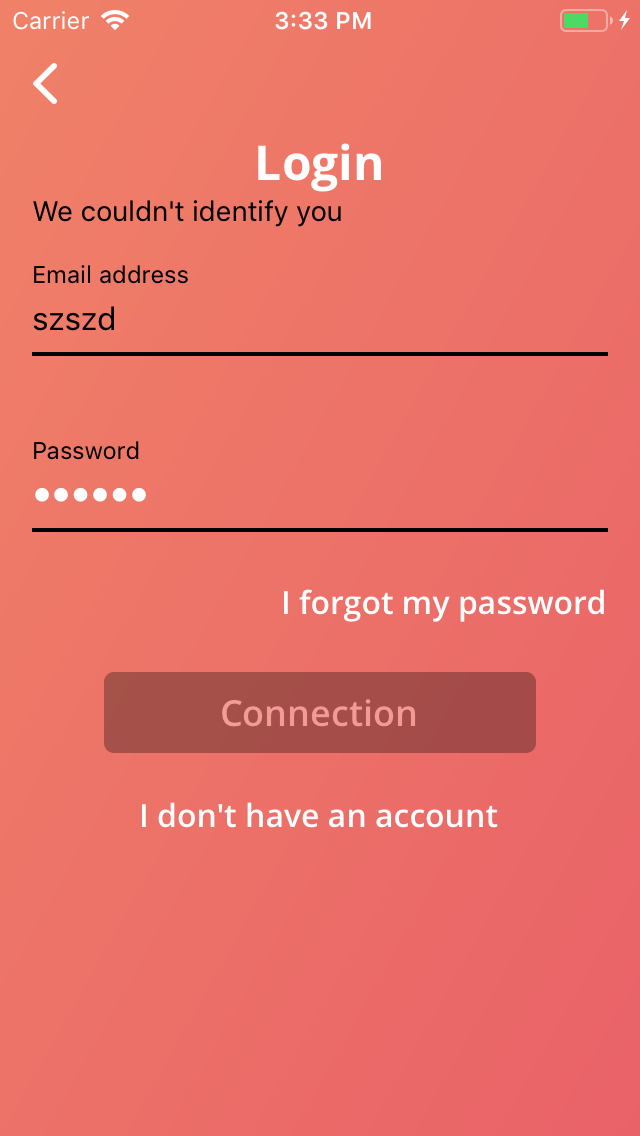 Carrier 3:33 PM
Login
We couldn't identify you
Email address
szszd
Password
••••••
I forgot my password
Connection
I don't have an account